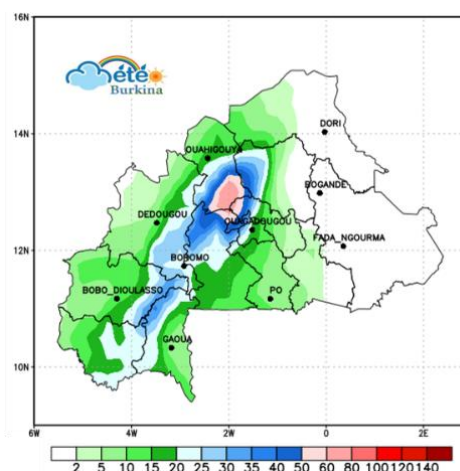 16N
Météo
Burkina
14N
DORI
OUAHIGOUYA
BOGANDE
DEDOUGOU
OUAGADOUGOU
FADA_NGOURMA
12N
BOROMO
BOBO_DIOULASSO
PO
GAOUA
10N
6W 4W 2W 0 2E
2 5 10 15 20 25 30 35 40 50 60 80 100 120 140